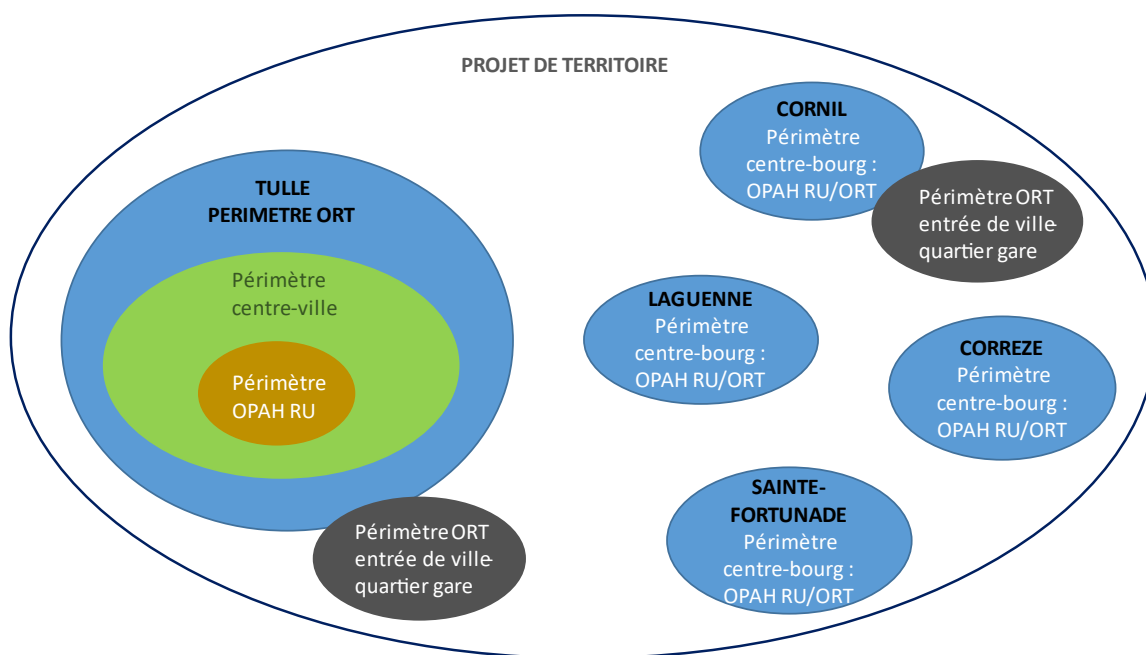 PROJET DE TERRITOIRE
TULLE
PERIMETRE ORT
Périmètre
centre-ville
Périmètre
OPAH RU
Périmètre ORT
entrée de ville-
quartier gare
CORNIL
Périmètre
centre-bourg :
OPAH RU/ORT
Périmètre ORT
entrée de ville-
quartier gare
LAGUENNE
Périmètre
centre-bourg :
OPAH RU/ORT
CORREZE
Périmètre
centre-bourg :
OPAH RU/ORT
SAINTE-
FORTUNADE
Périmètre
centre-bourg :
OPAH RU/ORT